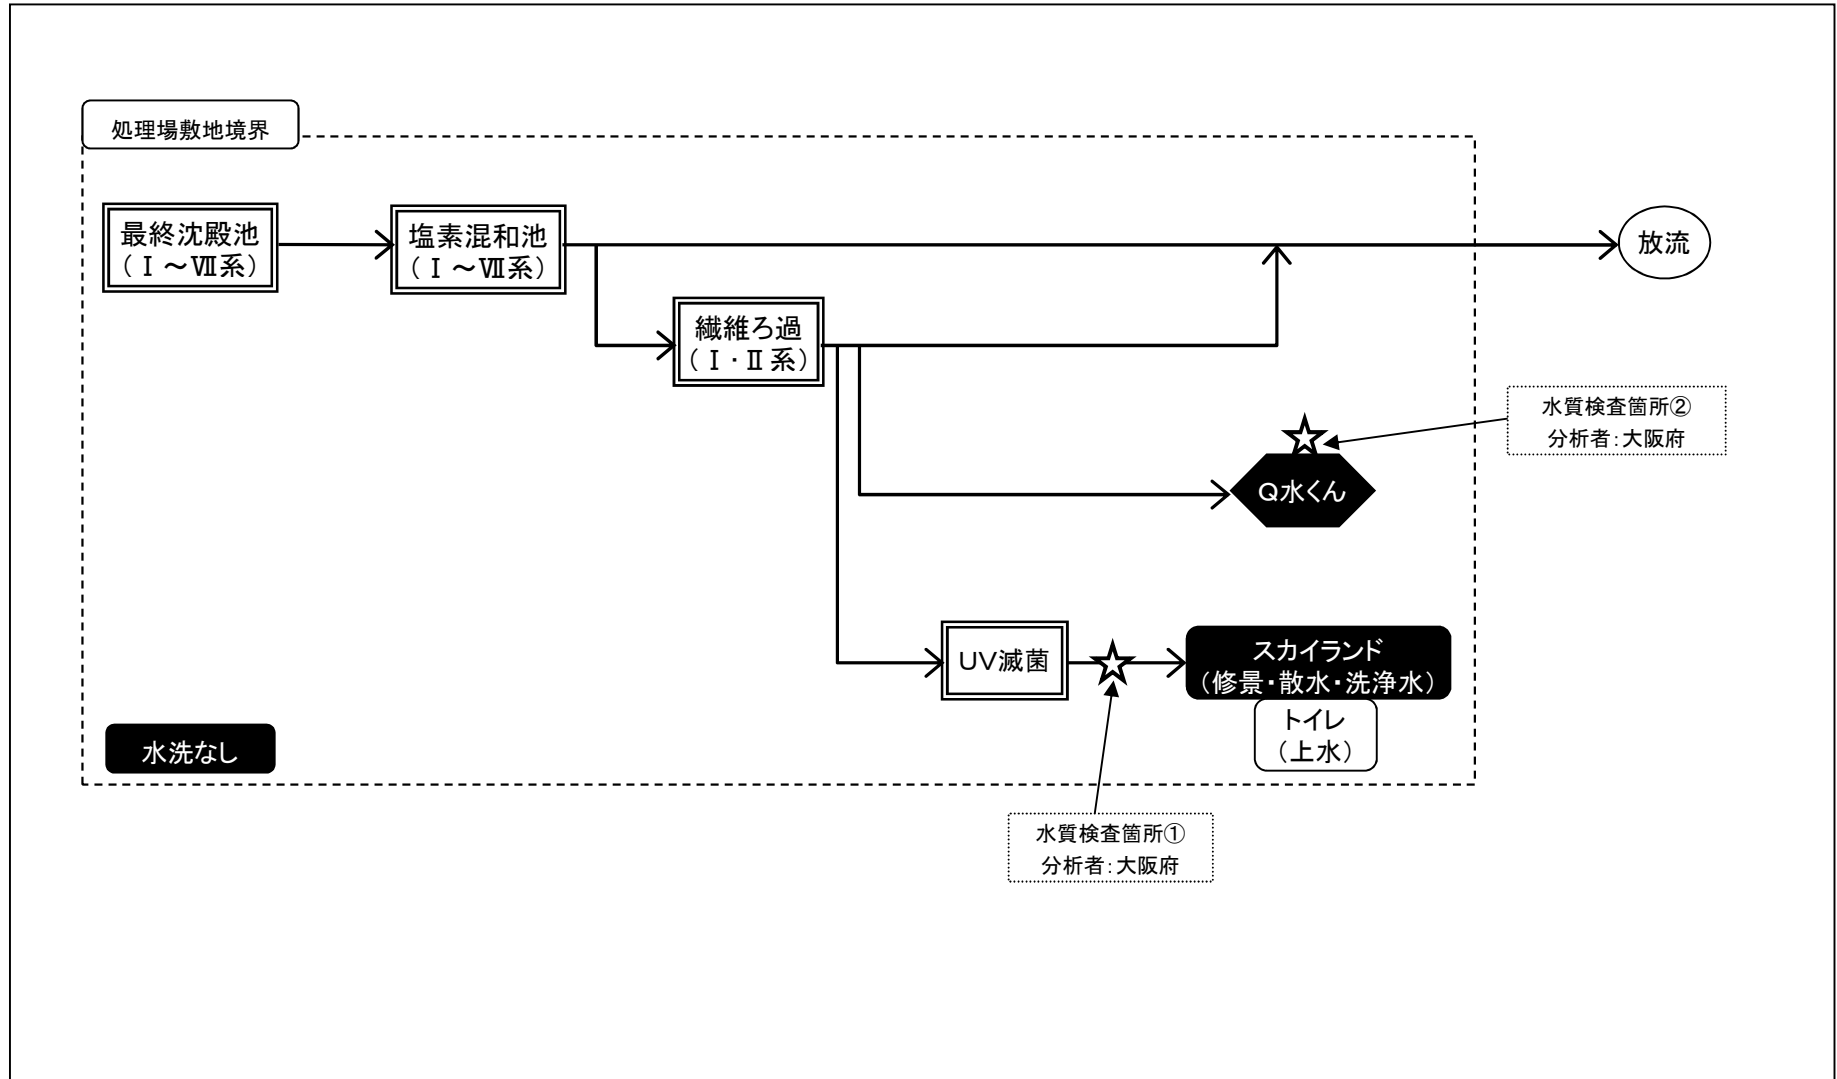 処理場敷地境界
最終沈殿池
（Ⅰ～Ⅶ系）
塩素混和池
（Ⅰ～Ⅶ系）
放流
繊維ろ過
（Ⅰ・Ⅱ系）
水質検査箇所②
分析者：大阪府
Ｑ水くん
ＵＶ滅菌
スカイランド
（修景・散水・洗浄水）
トイレ
（上水）
水洗なし
水質検査箇所①
分析者：大阪府